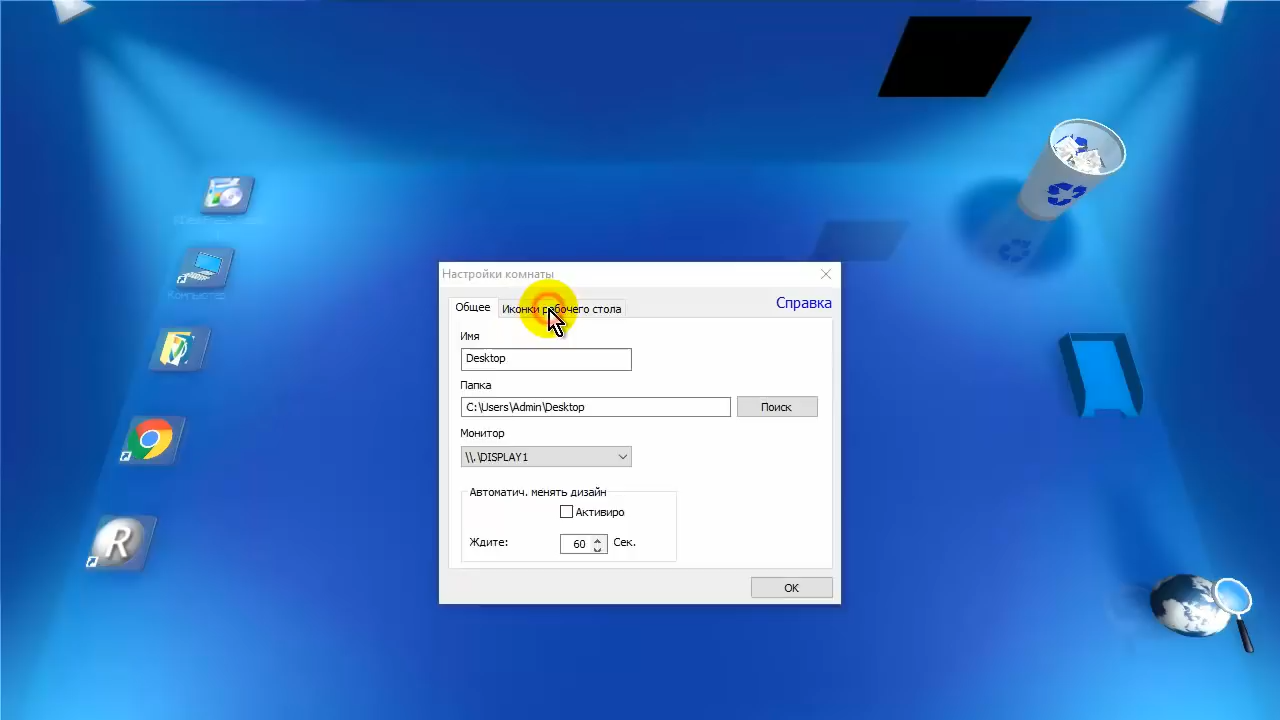 Настройки комнаты
Общее
Иконки рабочего стола
Справка
Имя
Desktop
Папка
C:\Users\Admin\Desktop
Поиск
Монитор
\\.\DISPLAY1
Автоматич. менять дизайн
Активиро
Ждите:
60
Сек.
OK
Компьютер
R